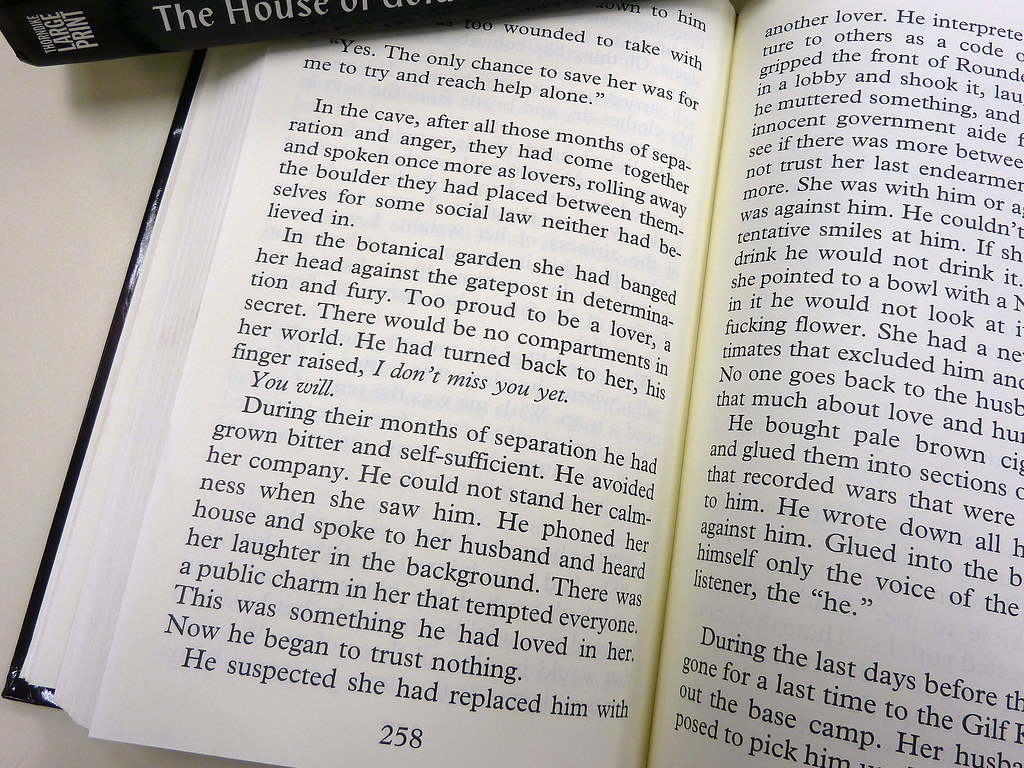 THORNDIKE
LARGE
PRINT
The House of
down to him
too wounded to take with
“Yes. The only chance to save her was for
me to try and reach help alone.”
In the cave, after all those months of sepa-
ration and anger, they had come together
and spoken once more as lovers, rolling away
the boulder they had placed between them-
selves for some social law neither had be-
lieved in.
In the botanical garden she had banged
her head against the gatepost in determina-
tion and fury. Too proud to be a lover, a
secret. There would be no compartments in
her world. He had turned back to her, his
finger raised, I don’t miss you yet.
You will.
During their months of separation he had
grown bitter and self-sufficient. He avoided
her company. He could not stand her calm-
ness when she saw him. He phoned her
house and spoke to her husband and heard
her laughter in the background. There was
a public charm in her that tempted everyone.
This was something he had loved in her.
Now he began to trust nothing.
He suspected she had replaced him with
258
another lover. He interprete
ture to others as a code o
gripped the front of Rounde
in a lobby and shook it, lau
he muttered something, and
innocent government aide f
see if there was more betwee
not trust her last endearmen
more. She was with him or a
was against him. He couldn’t
tentative smiles at him. If sh
drink he would not drink it.
she pointed to a bowl with a N
in it he would not look at i
fucking flower. She had a ne
timates that excluded him and
No one goes back to the husb
that much about love and hu
He bought pale brown cig
and glued them into sections o
that recorded wars that were
to him. He wrote down all h
against him. Glued into the b
himself only the voice of the
listener, the “he.”
During the last days before th
gone for a last time to the Gilf K
out the base camp. Her husba
posed to pick him u